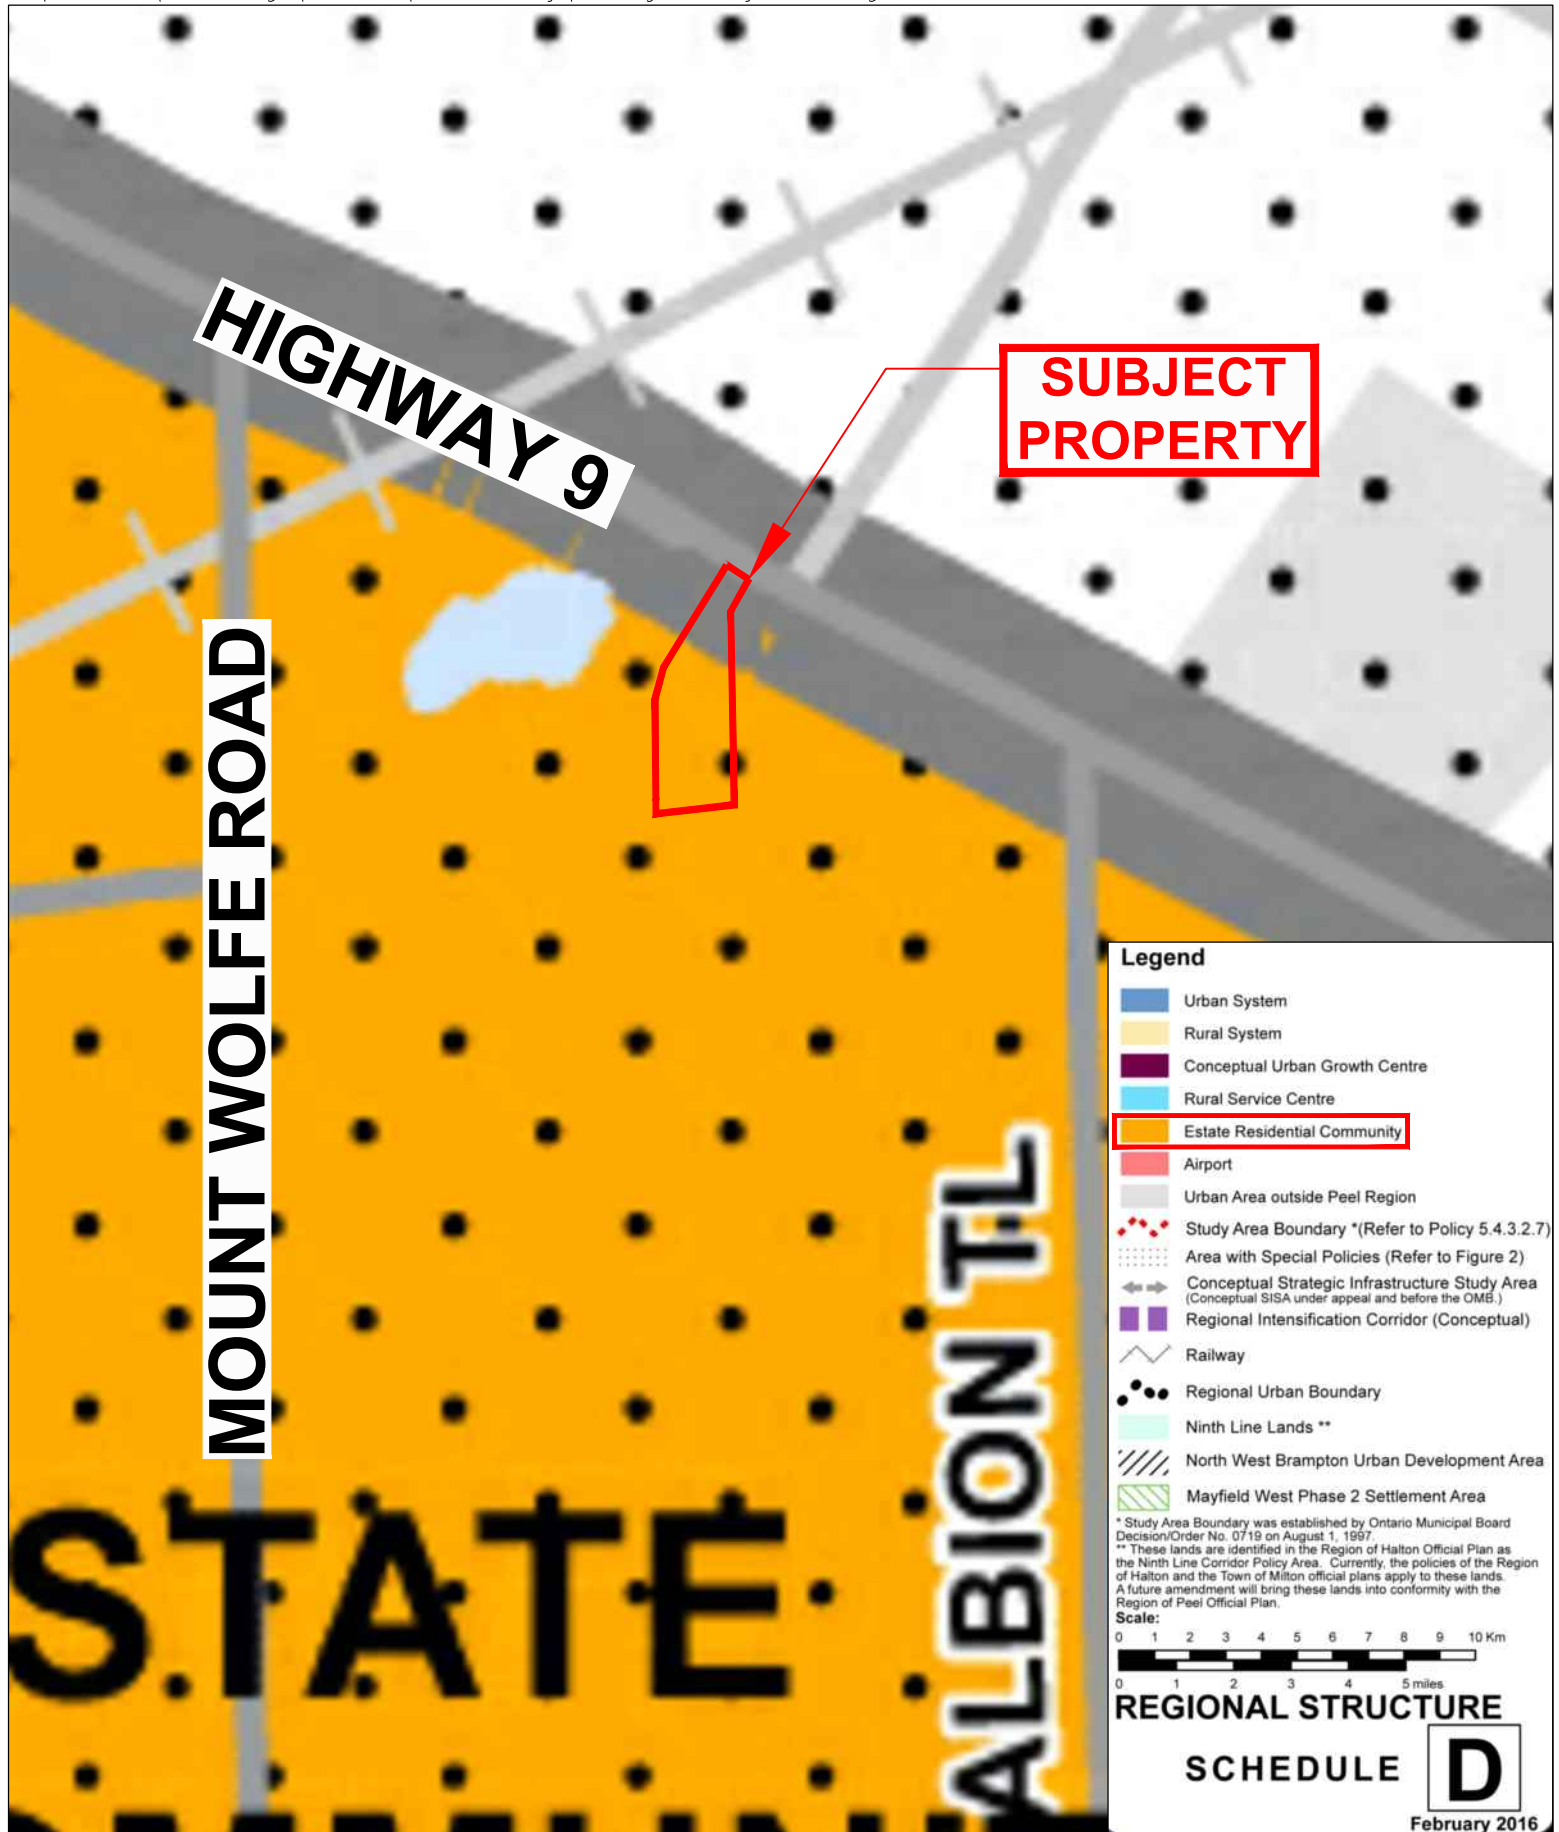 HIGHWAY 9
SUBJECT
PROPERTY
MOUNT WOLFE ROAD
ALBION TL
STATE
Legend
Urban System
Rural System
Conceptual Urban Growth Centre
Rural Service Centre
Estate Residential Community
Airport
Urban Area outside Peel Region
Study Area Boundary *(Refer to Policy 5.4.3.2.7)
Area with Special Policies (Refer to Figure 2)
Conceptual Strategic Infrastructure Study Area
(Conceptual SISA under appeal and before the OMB.)
Regional Intensification Corridor (Conceptual)
Railway
Regional Urban Boundary
Ninth Line Lands **
North West Brampton Urban Development Area
Mayfield West Phase 2 Settlement Area
* Study Area Boundary was established by Ontario Municipal Board
Decision/Order No. 0719 on August 1, 1997.
** These lands are identified in the Region of Halton Official Plan as
the Ninth Line Corridor Policy Area. Currently, the policies of the Region
of Halton and the Town of Milton official plans apply to these lands.
A future amendment will bring these lands into conformity with the
Region of Peel Official Plan.
Scale:
0 1 2 3 4 5 6 7 8 9 10 Km
0 1 2 3 4 5 miles
REGIONAL STRUCTURE
SCHEDULE D
February 2016